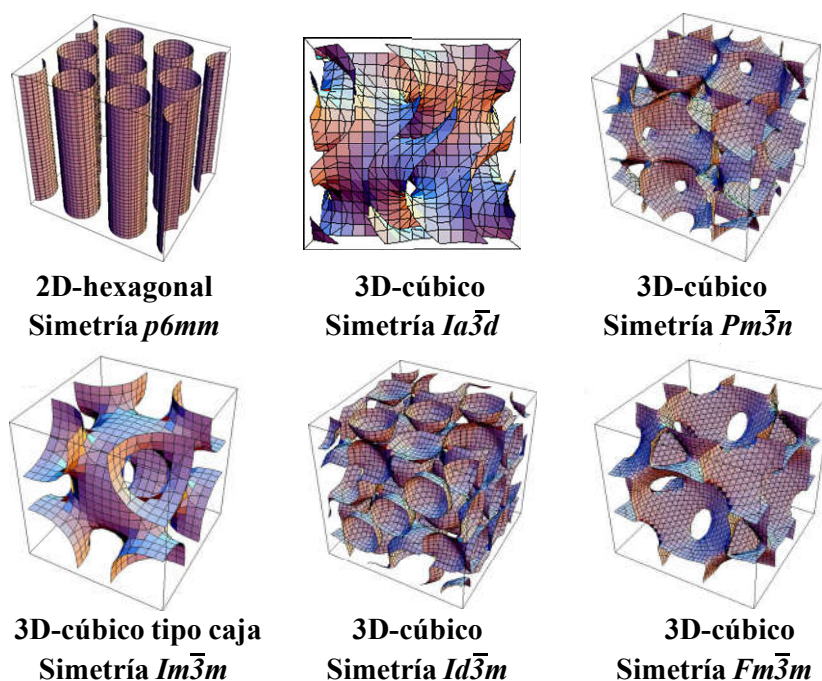 2D-hexagonal
Simetría p6mm
3D-cúbico
Simetría Ia3̅d
3D-cúbico
Simetría Pm3̅n
3D-cúbico tipo caja
Simetría Im3̅m
3D-cúbico
Simetría Id3̅m
3D-cúbico
Simetría Fm3̅m